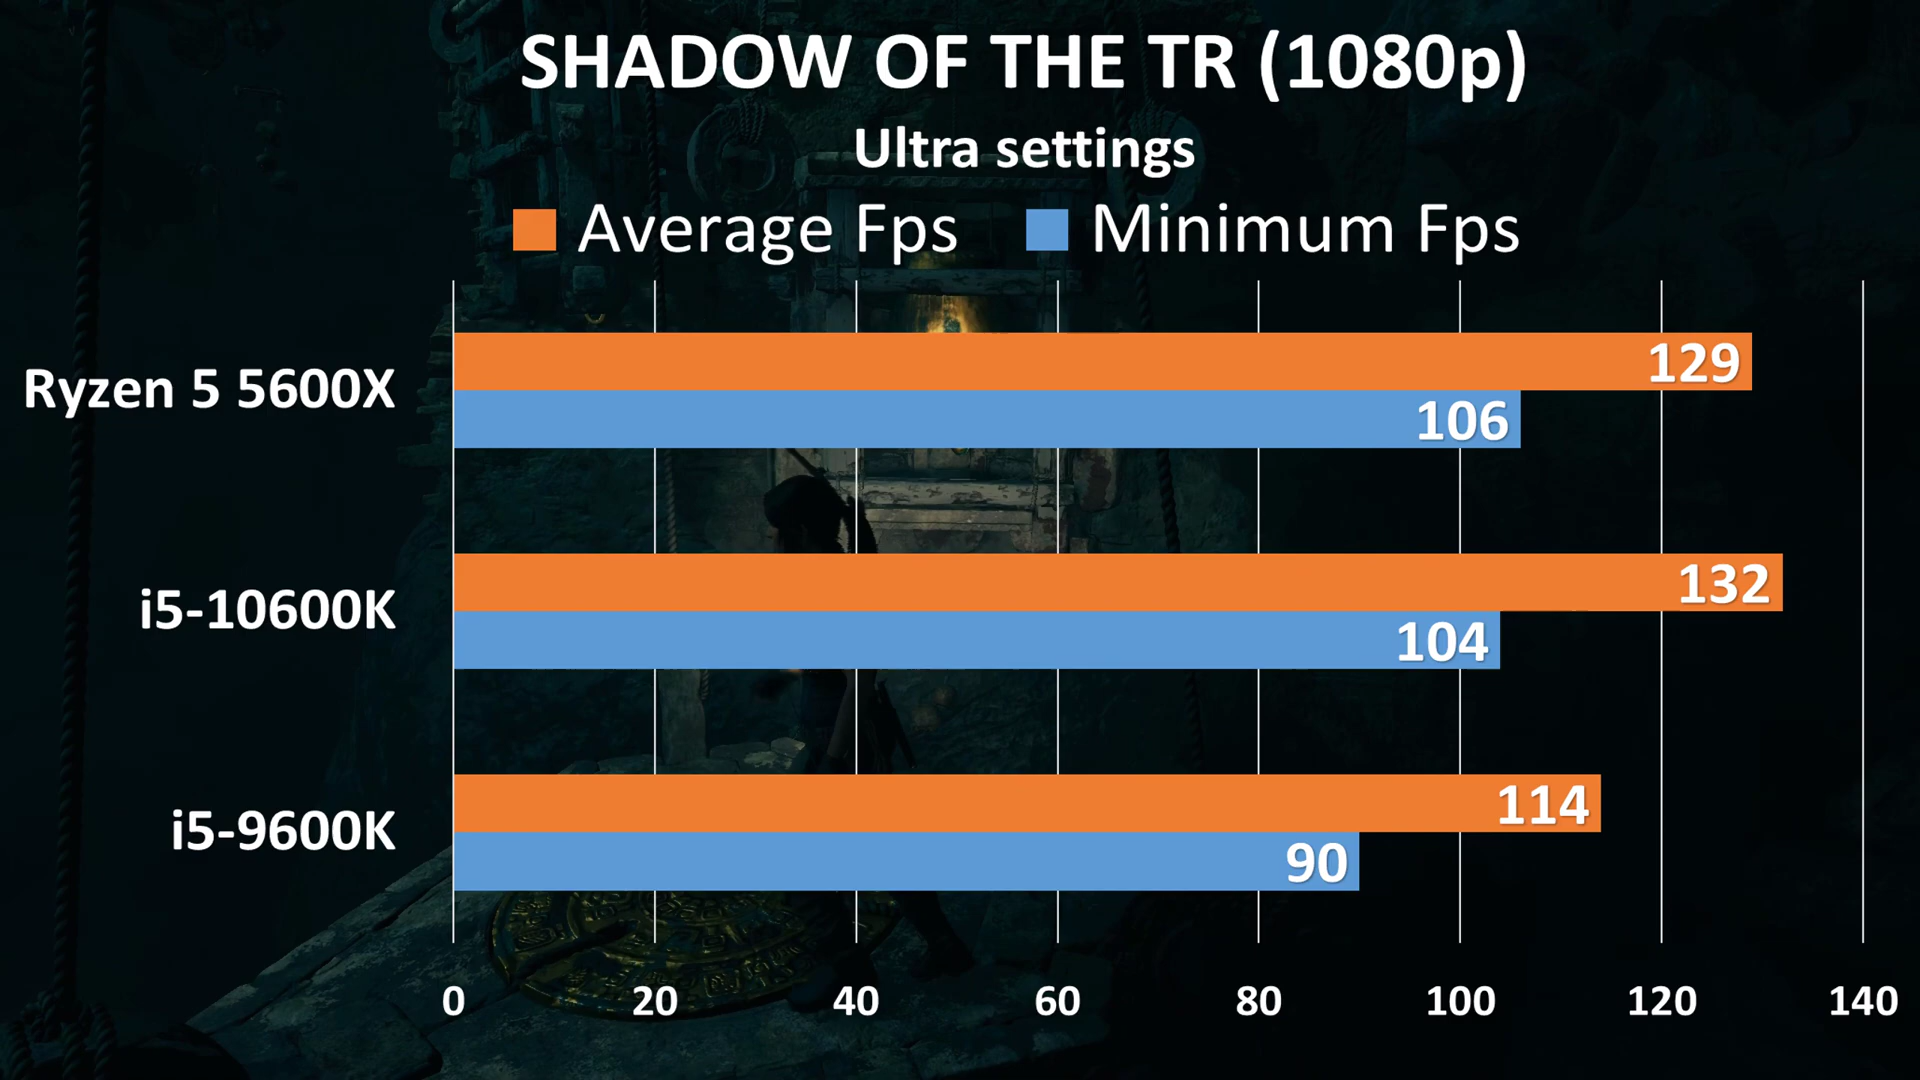 SHADOW OF THE TR (1080p)
Ultra settings
Average Fps Minimum Fps
Ryzen 5 5600X
129
106
i5-10600K
132
104
i5-9600K
114
90
0 20 40 60 80 100 120 140